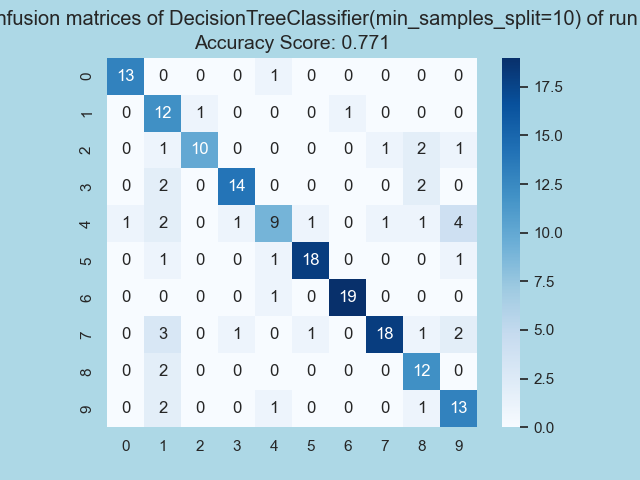 nfusion matrices of DecisionTreeClassifier(min_samples_split=10) of run
Accuracy Score: 0.771
0 13 0 0 0 1 0 0 0 0 0
1 0 12 1 0 0 0 1 0 0 0
2 0 1 10 0 0 0 0 1 2 1
3 0 2 0 14 0 0 0 0 2 0
4 1 2 0 1 9 1 0 1 1 4
5 0 1 0 0 1 18 0 0 0 1
6 0 0 0 0 1 0 19 0 0 0
7 0 3 0 1 0 1 0 18 1 2
8 0 2 0 0 0 0 0 0 12 0
9 0 2 0 0 1 0 0 0 1 13
0 1 2 3 4 5 6 7 8 9
17.5
15.0
12.5
10.0
7.5
5.0
2.5
0.0